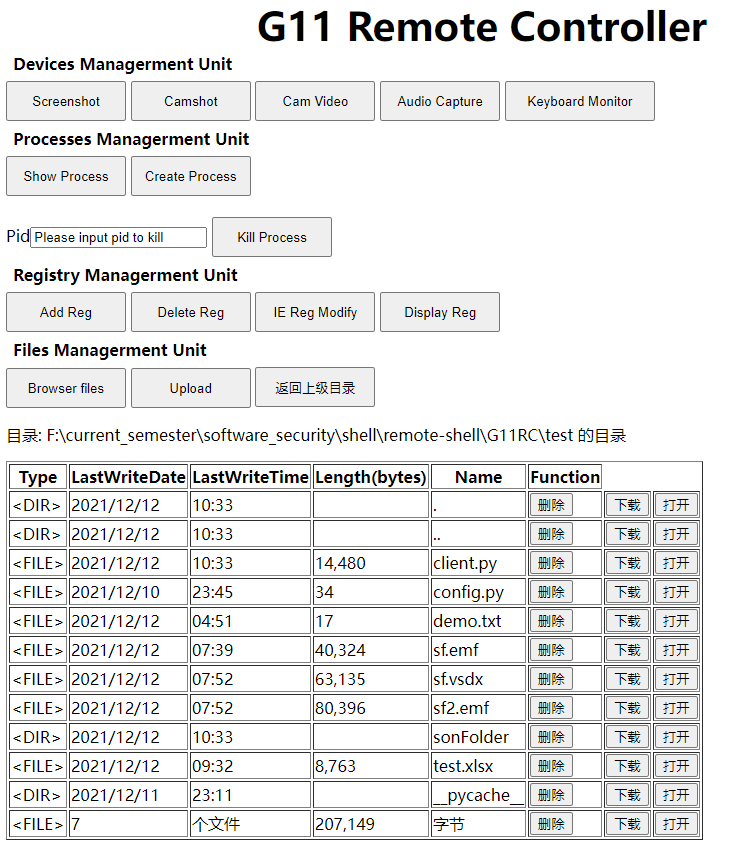 G11 Remote Controller
Devices Managerment Unit
Screenshot Camshot Cam Video Audio Capture Keyboard Monitor
Processes Managerment Unit
Show Process Create Process
Pid Please input pid to kill Kill Process
Registry Managerment Unit
Add Reg Delete Reg IE Reg Modify Display Reg
Files Managerment Unit
Browser files Upload 返回上级目录
目录: F:\current_semester\software_security\shell\remote-shell\G11RC\test 的目录
Type LastWriteDate LastWriteTime Length(bytes) Name Function
<DIR> 2021/12/12 10:33 . 删除 下载 打开
<DIR> 2021/12/12 10:33 .. 删除 下载 打开
<FILE> 2021/12/12 10:33 14,480 client.py 删除 下载 打开
<FILE> 2021/12/10 23:45 34 config.py 删除 下载 打开
<FILE> 2021/12/12 04:51 17 demo.txt 删除 下载 打开
<FILE> 2021/12/12 07:39 40,324 sf.emf 删除 下载 打开
<FILE> 2021/12/12 07:52 63,135 sf.vsdx 删除 下载 打开
<FILE> 2021/12/12 07:52 80,396 sf2.emf 删除 下载 打开
<DIR> 2021/12/12 10:33 sonFolder 删除 下载 打开
<FILE> 2021/12/12 09:32 8,763 test.xlsx 删除 下载 打开
<DIR> 2021/12/11 23:11 __pycache__ 删除 下载 打开
<FILE> 7 个文件 207,149 字节 删除 下载 打开